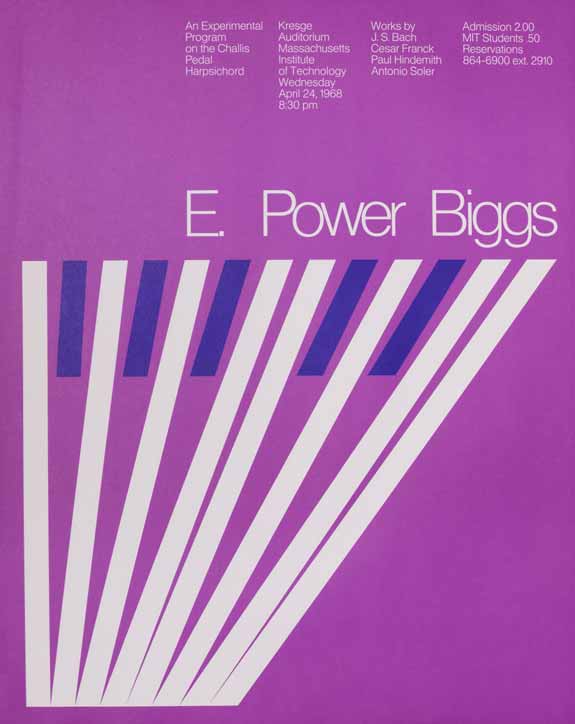 An Experimental
Program
on the Challis
Pedal
Harpsichord
Kresge
Auditorium
Massachusetts
Institute
of Technology
Wednesday
April 24, 1968
8:30 pm
Works by
J. S. Bach
Cesar Franck
Paul Hindemith
Antonio Soler
Admission 2.00
MIT Students .50
Reservations
864-6900 ext. 2910
E. Power Biggs